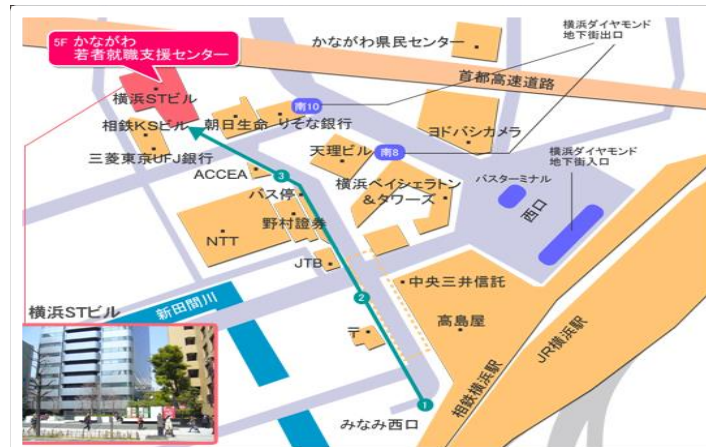 5F かながわ
若者就職支援センター
かながわ県民センター
横浜ダイヤモンド
地下街出口
首都高速道路
横浜STビル
南10
相鉄KSビル
朝日生命
りそな銀行
ヨドバシカメラ
三菱東京UFJ銀行
天理ビル
南8
横浜ダイヤモンド
地下街入口
ACCEA
3
バス停
横浜ベイシェラトン
&タワーズ
バスターミナル
西口
野村證券
NTT
JTB
中央三井信託
2
新田間川
横浜STビル
〒
高島屋
JR横浜駅
相鉄横浜駅
1
みなみ西口